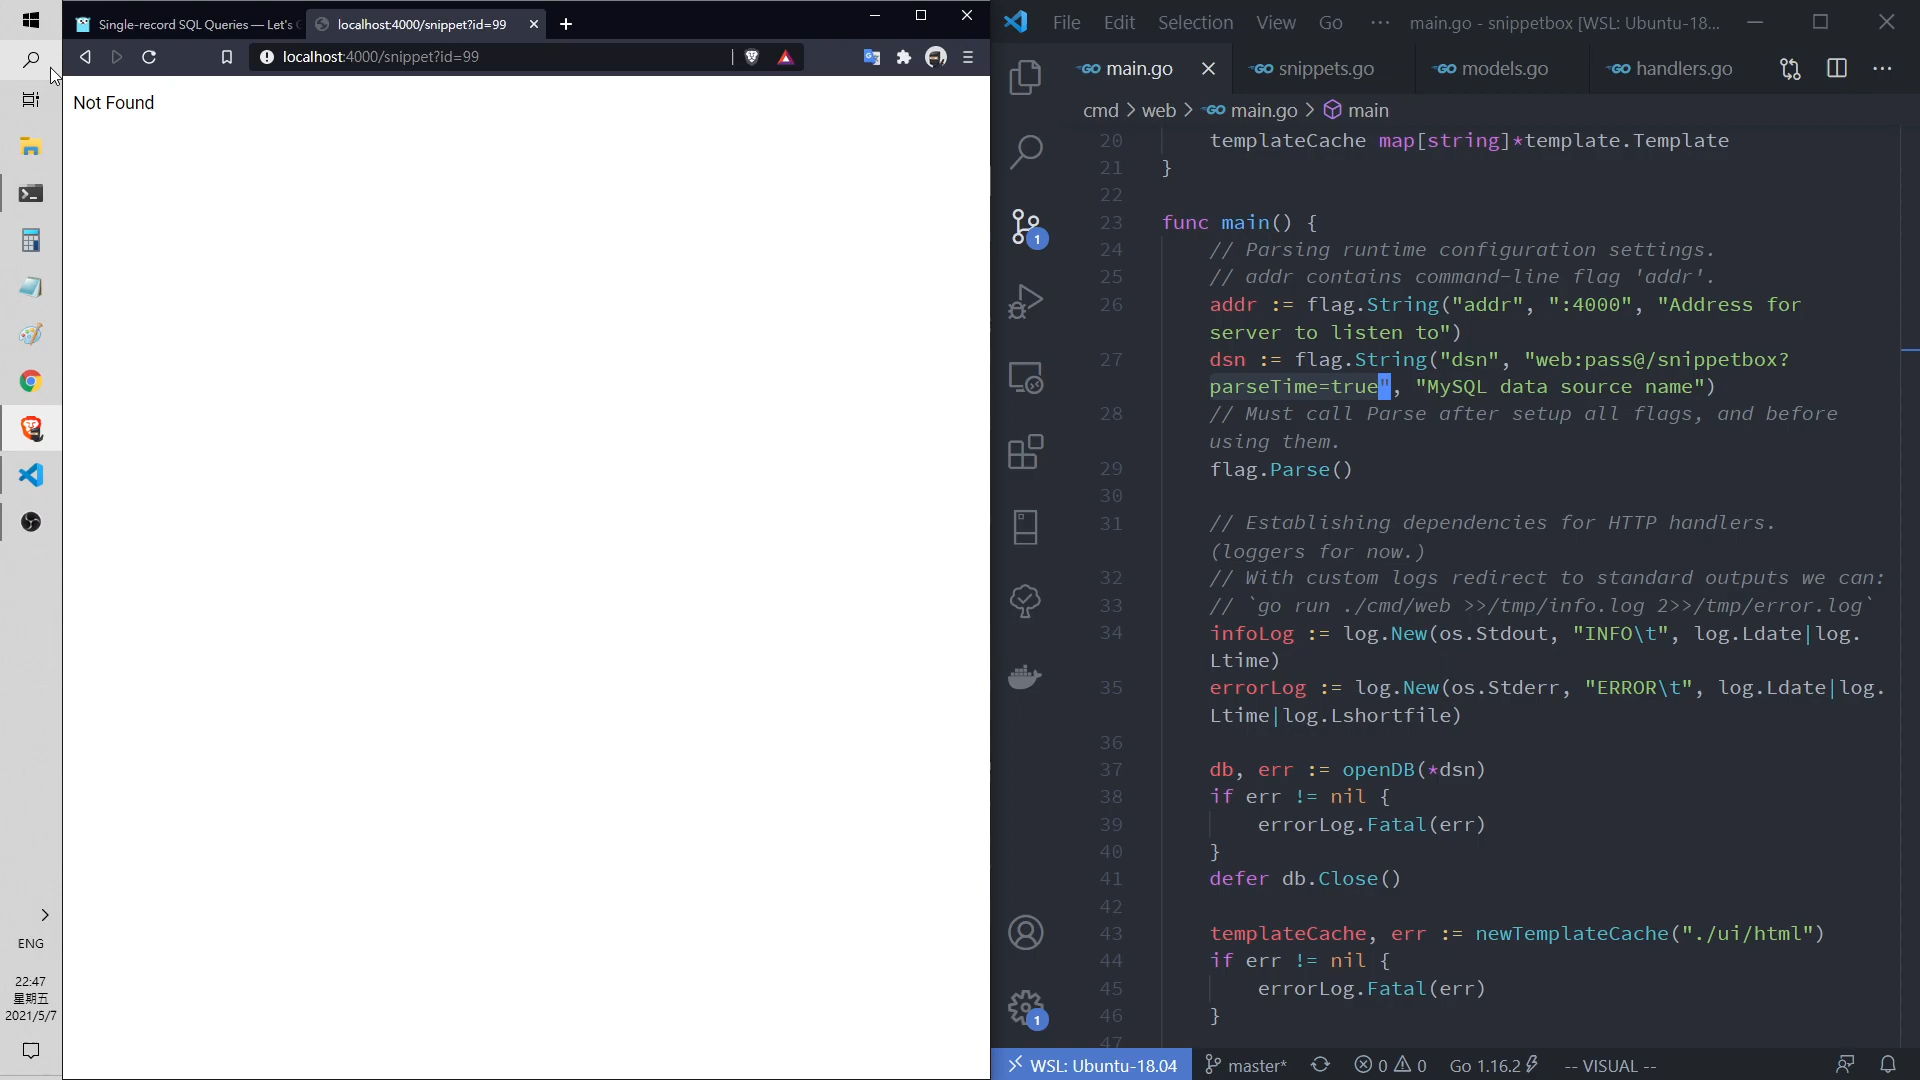 Single-record SQL Queries — Let's G
localhost:4000/snippet?id=99
localhost:4000/snippet?id=99
Not Found
ENG
22:47
星期五
2021/5/7
File Edit Selection View Go ··· main.go - snippetbox [WSL: Ubuntu-18...
main.go snippets.go models.go handlers.go
cmd > web > main.go > main
20 templateCache map[string]*template.Template
21 }
22
23 func main() {
24 // Parsing runtime configuration settings.
25 // addr contains command-line flag 'addr'.
26 addr := flag.String("addr", ":4000", "Address for
server to listen to")
27 dsn := flag.String("dsn", "web:pass@/snippetbox?
parseTime=true", "MySQL data source name")
28 // Must call Parse after setup all flags, and before
using them.
29 flag.Parse()
30
31 // Establishing dependencies for HTTP handlers.
(loggers for now.)
32 // With custom logs redirect to standard outputs we can:
33 // `go run ./cmd/web >>/tmp/info.log 2>>/tmp/error.log`
34 infoLog := log.New(os.Stdout, "INFO\t", log.Ldate|log.
Ltime)
35 errorLog := log.New(os.Stderr, "ERROR\t", log.Ldate|log.
Ltime|log.Lshortfile)
36
37 db, err := openDB(*dsn)
38 if err != nil {
39 errorLog.Fatal(err)
40 }
41 defer db.Close()
42
43 templateCache, err := newTemplateCache("./ui/html")
44 if err != nil {
45 errorLog.Fatal(err)
46 }
47
1
1
WSL: Ubuntu-18.04 master* 0 0 Go 1.16.2 -- VISUAL --